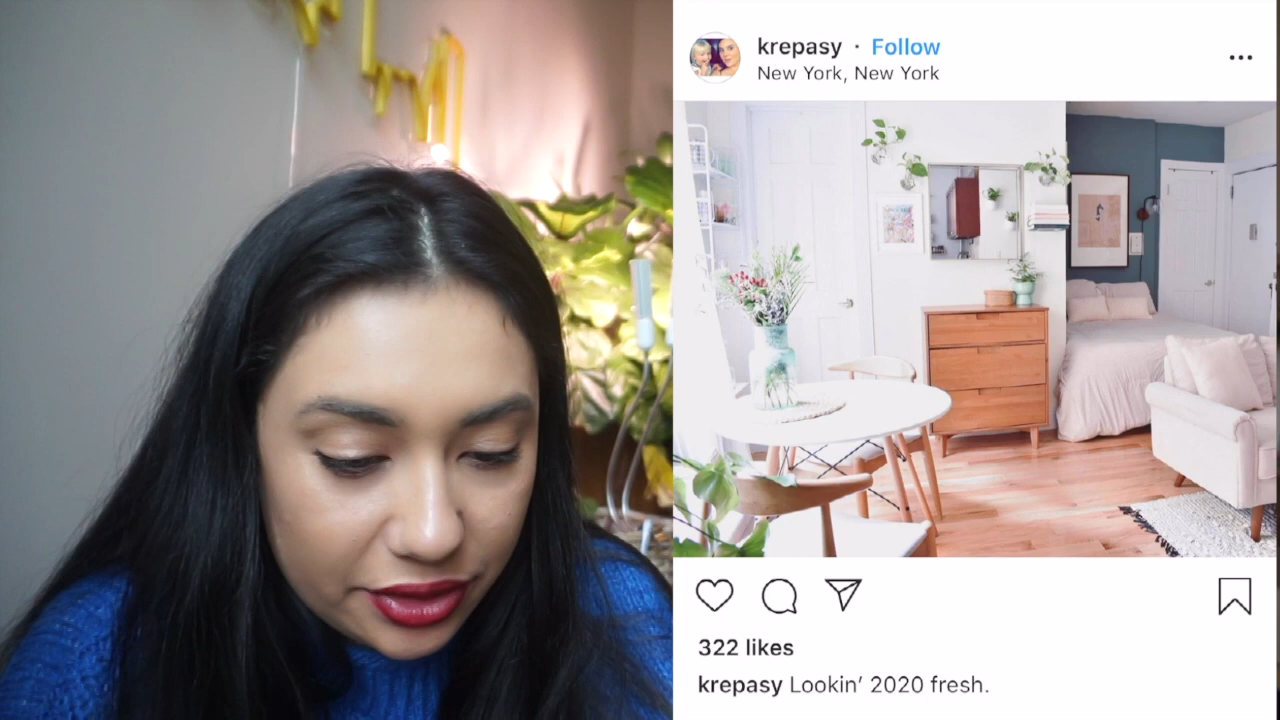 krepasy · Follow
New York, New York
322 likes
krepasy Lookin’ 2020 fresh.